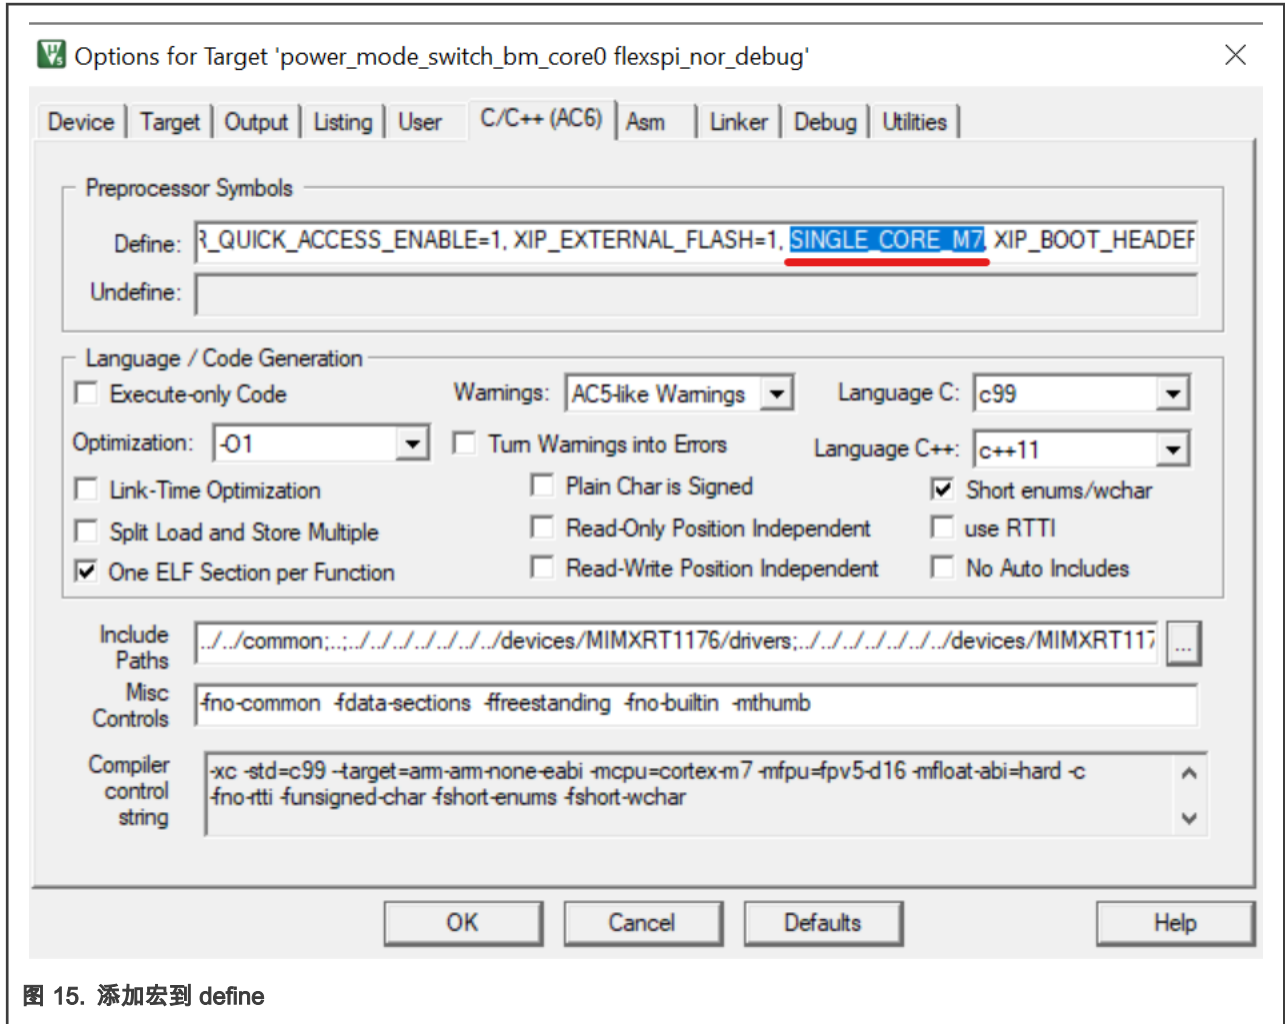 Options for Target 'power_mode_switch_bm_core0 flexspi_nor_debug'
Device Target Output Listing User C/C++ (AC6) Asm Linker Debug Utilities
Preprocessor Symbols
Define: R_QUICK_ACCESS_ENABLE=1, XIP_EXTERNAL_FLASH=1, SINGLE_CORE_M7, XIP_BOOT_HEADER
Undefine:
Language / Code Generation
Execute-only Code Warnings: AC5-like Warnings Language C: c99
Optimization: -O1 Turn Warnings into Errors Language C++: c++11
Link-Time Optimization Plain Char is Signed Short enums/wchar
Split Load and Store Multiple Read-Only Position Independent use RTTI
One ELF Section per Function Read-Write Position Independent No Auto Includes
Include Paths ../../common;..;../../../../../../../devices/MIMXRT1176/drivers;../../../../../../../devices/MIMXRT117 ...
Misc Controls -fno-common -fdata-sections -ffreestanding -fno-builtin -mthumb
Compiler control string -xc -std=c99 --target=arm-arm-none-eabi -mcpu=cortex-m7 -mfpu=fpv5-d16 -mfloat-abi=hard -c
-fno-rtti -funsigned-char -fshort-enums -fshort-wchar
OK Cancel Defaults Help
图 15. 添加宏到 define